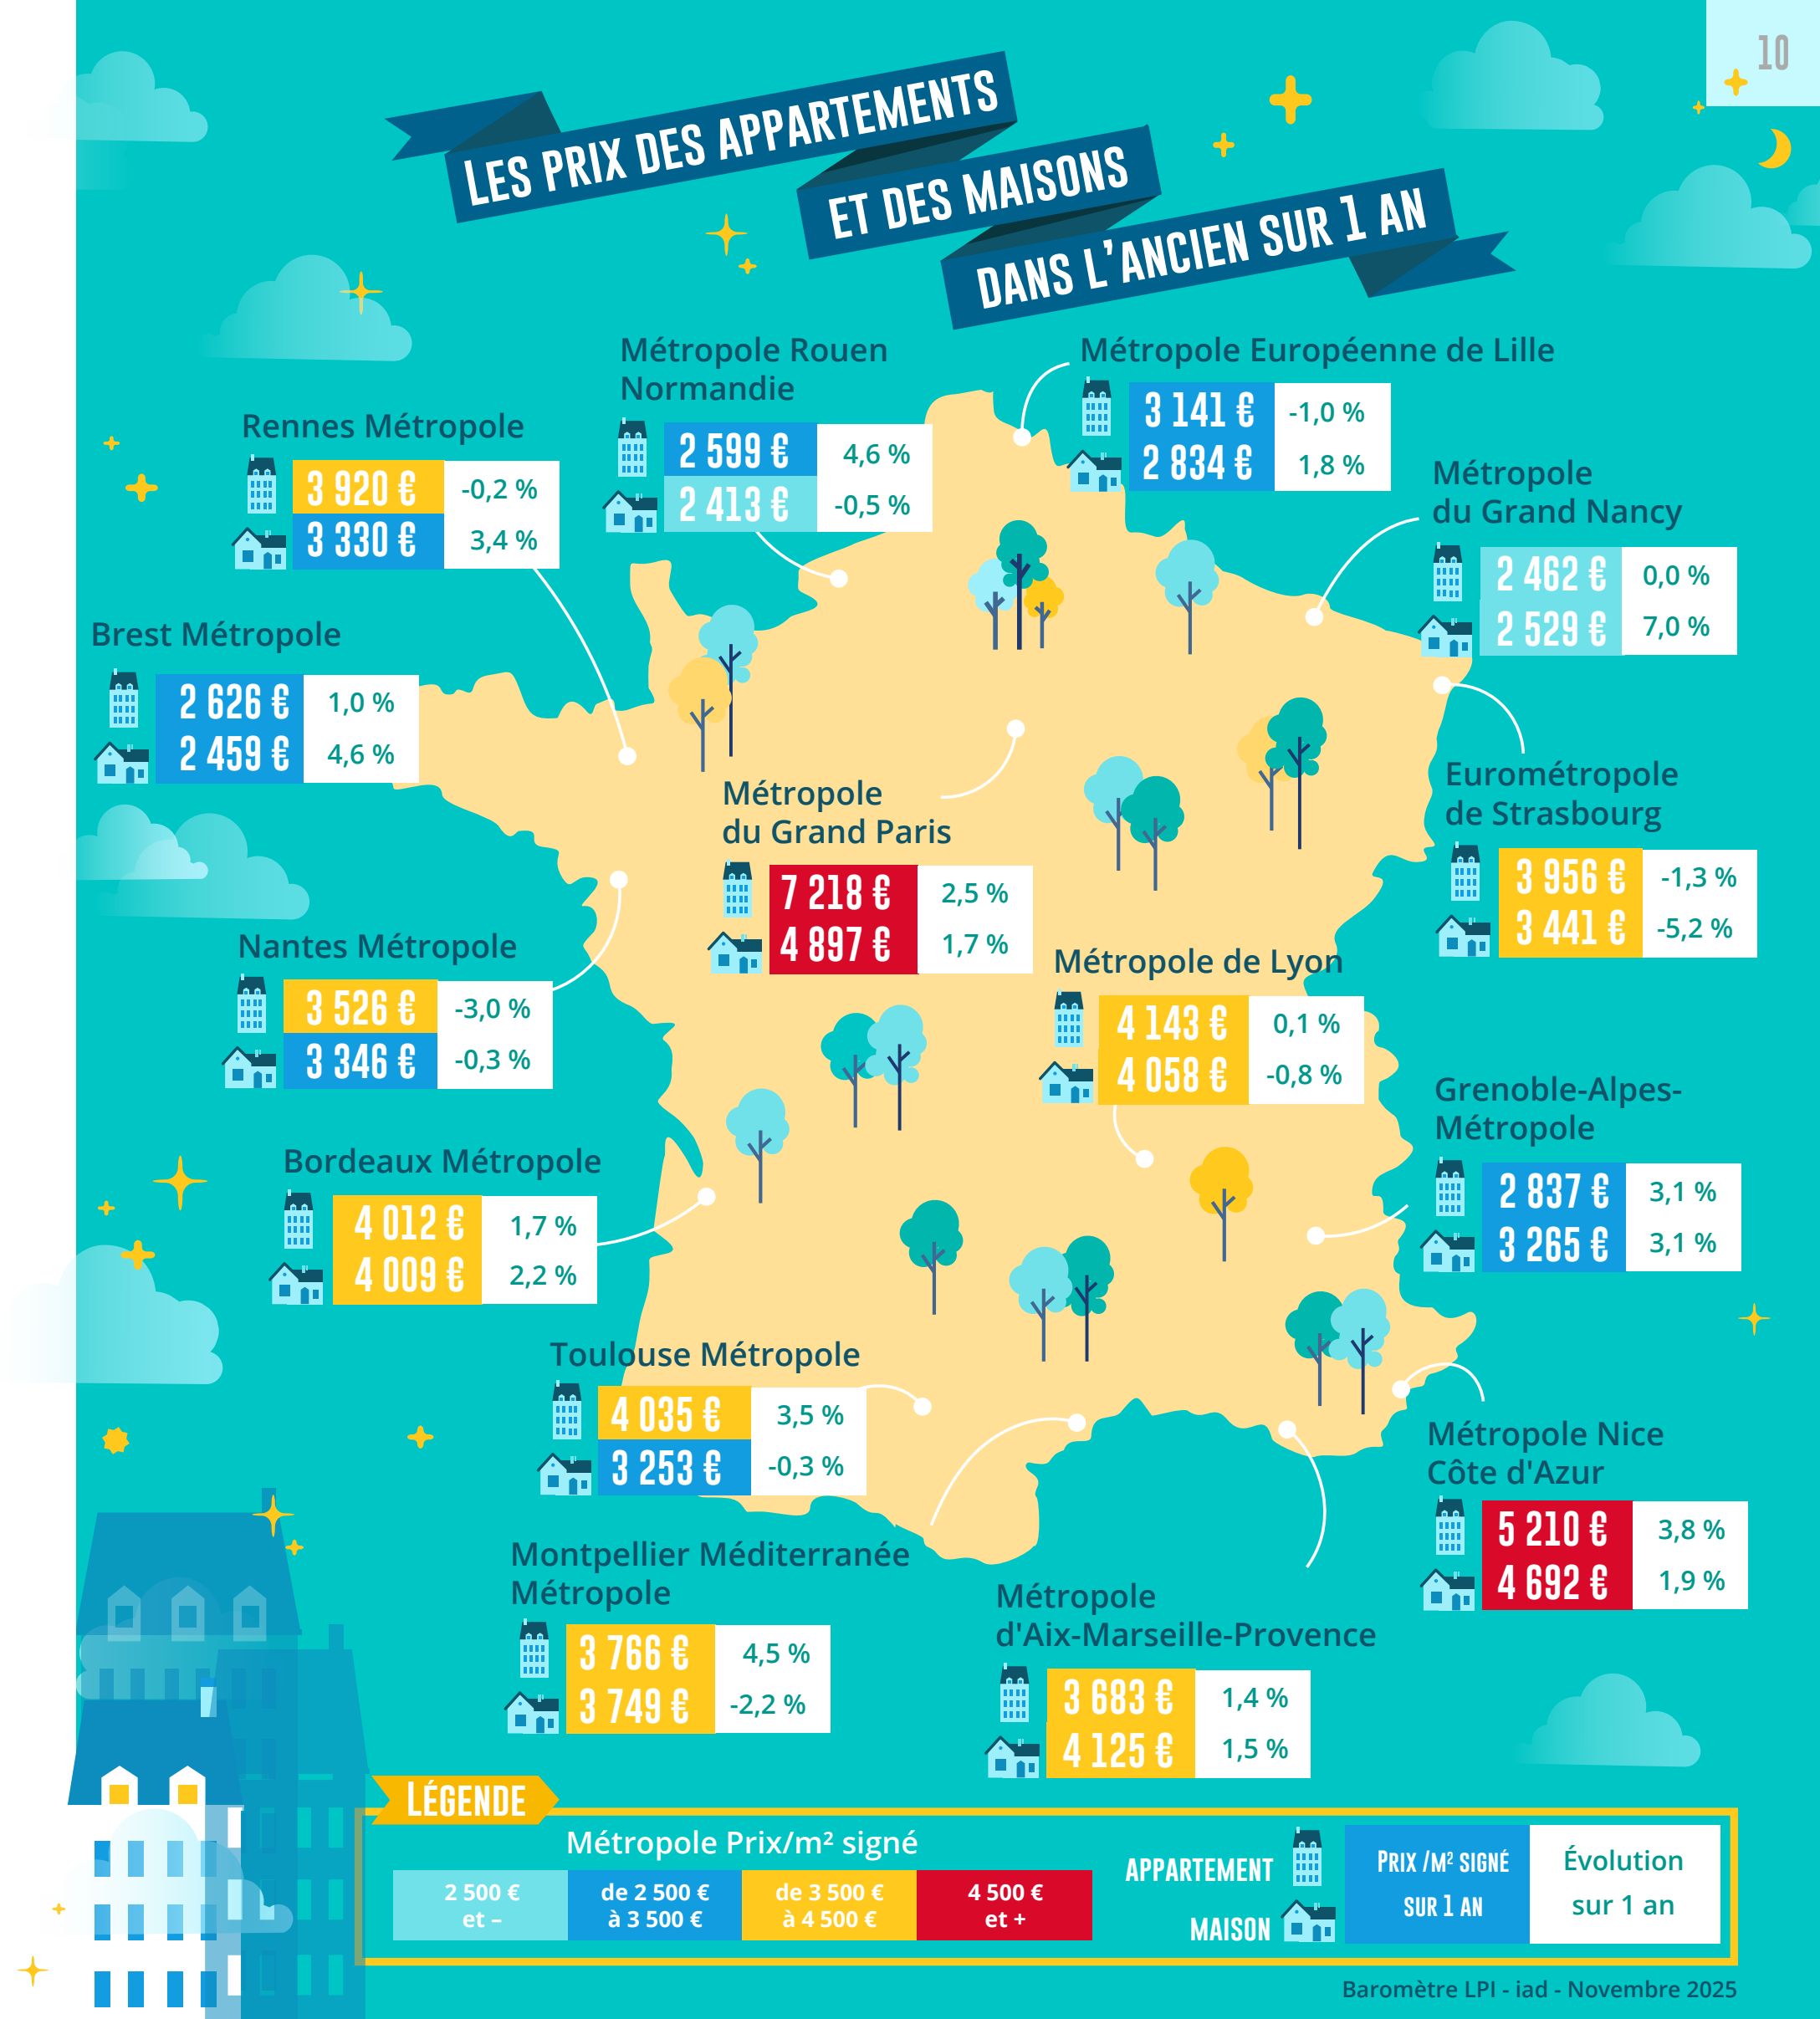 10
LES PRIX DES APPARTEMENTS
ET DES MAISONS
DANS L'ANCIEN SUR 1 AN
Métropole Rouen
Normandie
2 599 € 4,6 %
2 413 € -0,5 %
Métropole Européenne de Lille
3 141 € -1,0 %
2 834 € 1,8 %
Rennes Métropole
3 920 € -0,2 %
3 330 € 3,4 %
Métropole
du Grand Nancy
2 462 € 0,0 %
2 529 € 7,0 %
Brest Métropole
2 626 € 1,0 %
2 459 € 4,6 %
Métropole
du Grand Paris
7 218 € 2,5 %
4 897 € 1,7 %
Eurométropole
de Strasbourg
3 956 € -1,3 %
3 441 € -5,2 %
Nantes Métropole
3 526 € -3,0 %
3 346 € -0,3 %
Métropole de Lyon
4 143 € 0,1 %
4 058 € -0,8 %
Grenoble-Alpes-
Métropole
2 837 € 3,1 %
3 265 € 3,1 %
Bordeaux Métropole
4 012 € 1,7 %
4 009 € 2,2 %
Toulouse Métropole
4 035 € 3,5 %
3 253 € -0,3 %
Métropole Nice
Côte d'Azur
5 210 € 3,8 %
4 692 € 1,9 %
Montpellier Méditerranée
Métropole
3 766 € 4,5 %
3 749 € -2,2 %
Métropole
d'Aix-Marseille-Provence
3 683 € 1,4 %
4 125 € 1,5 %
LÉGENDE
Métropole Prix/m² signé
2 500 €
et –
de 2 500 €
à 3 500 €
de 3 500 €
à 4 500 €
4 500 €
et +
APPARTEMENT
MAISON
PRIX /M² SIGNÉ
SUR 1 AN
Évolution
sur 1 an
Baromètre LPI - iad - Novembre 2025